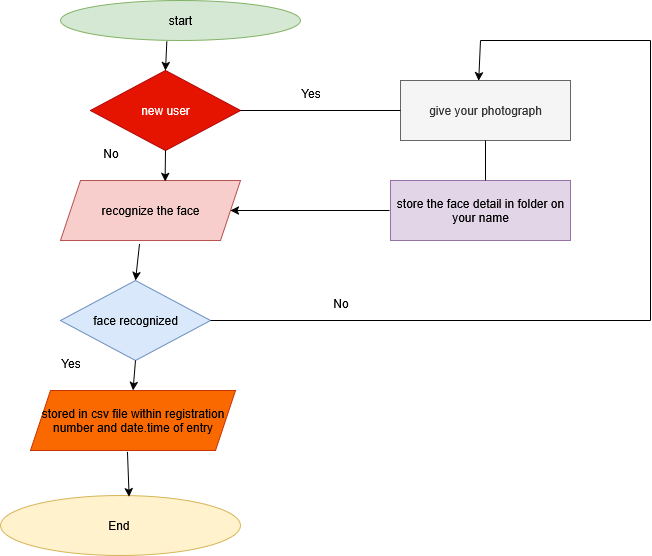 start
new user
Yes
give your photograph
No
recognize the face
store the face detail in folder on
your name
face recognized
No
Yes
stored in csv file within registration
number and date.time of entry
End